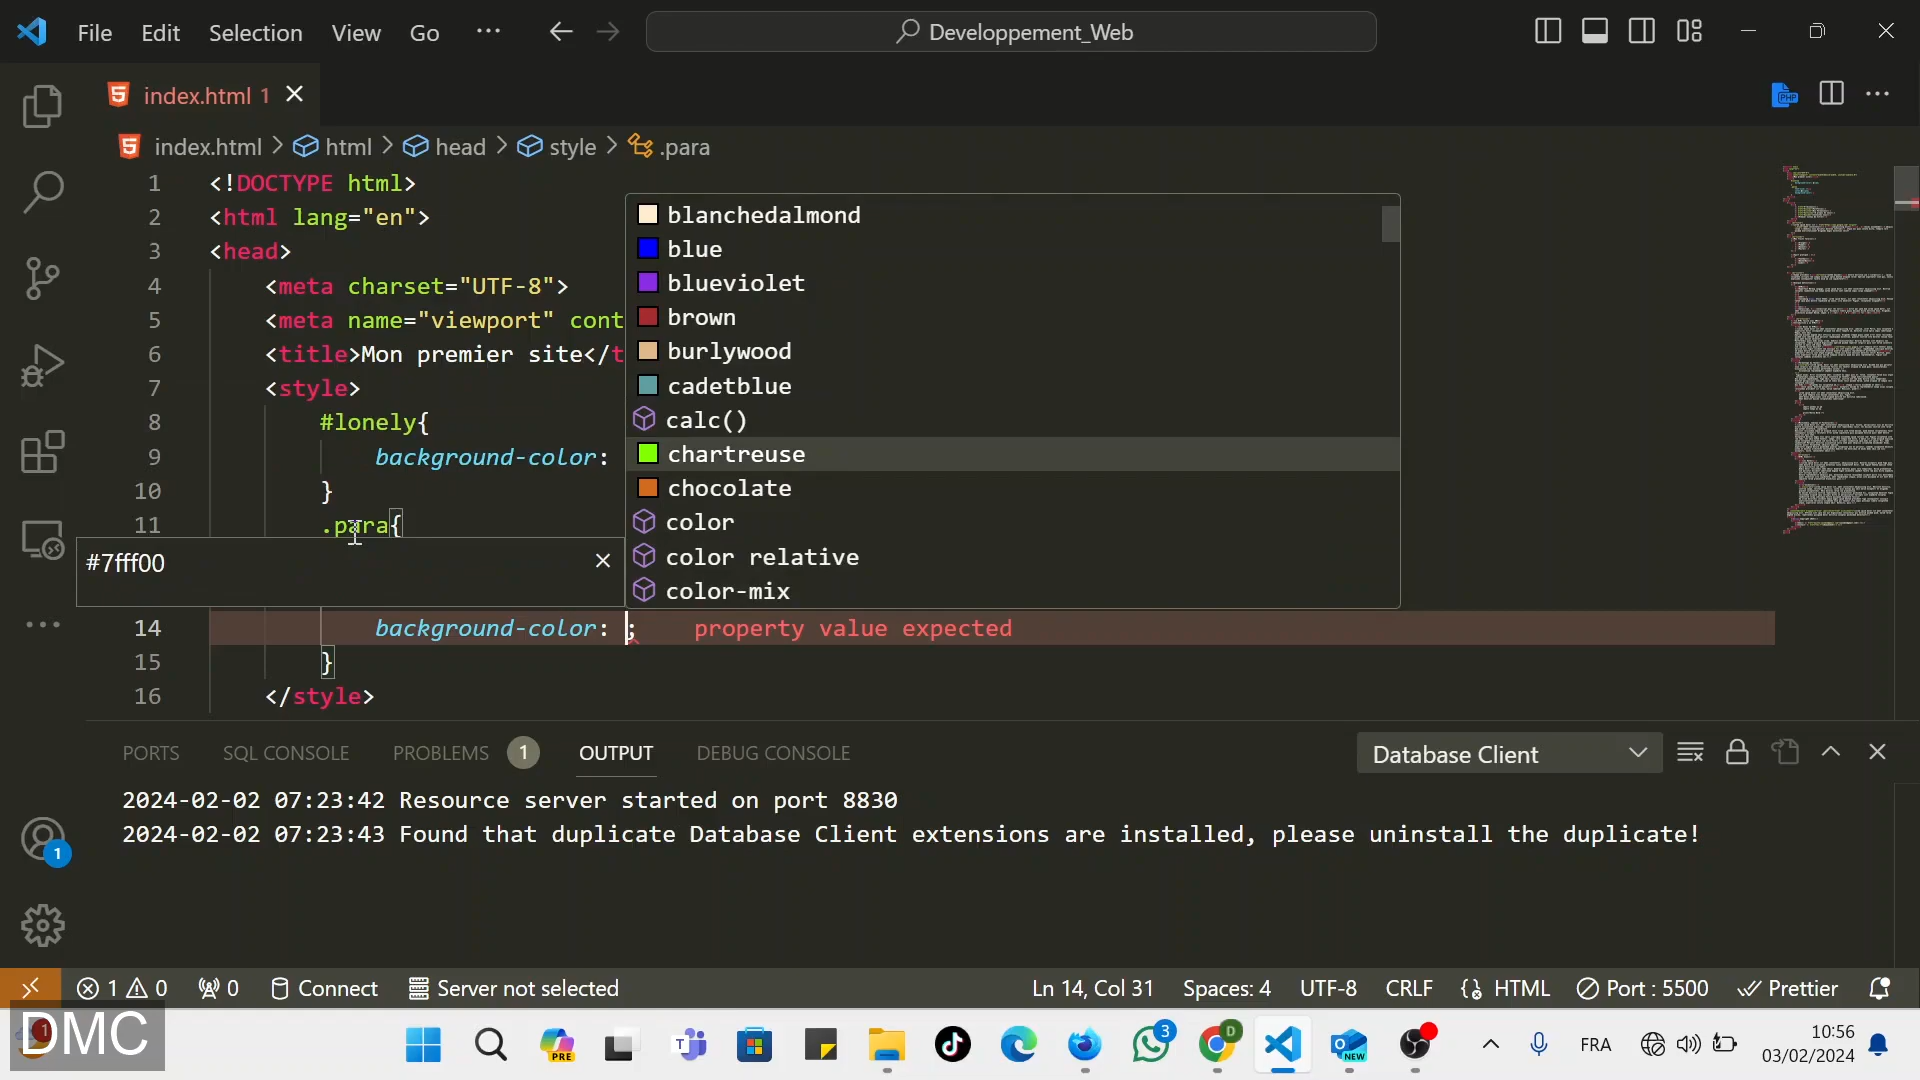 File Edit Selection View Go ··· Developpement_Web
index.html 1
PHP
index.html > html > head > style > .para
1 <!DOCTYPE html>
2 <html lang="en">
3 <head>
4 <meta charset="UTF-8">
5 <meta name="viewport" cont
6 <title>Mon premier site</t
7 <style>
8 #lonely{
9 background-color:
10 }
11 .para{
blanchedalmond
blue
blueviolet
brown
burlywood
cadetblue
calc()
chartreuse
chocolate
color
color relative
color-mix
#7fff00
14 background-color: ; property value expected
15 }
16 </style>
PORTS SQL CONSOLE PROBLEMS 1 OUTPUT DEBUG CONSOLE Database Client
2024-02-02 07:23:42 Resource server started on port 8830
2024-02-02 07:23:43 Found that duplicate Database Client extensions are installed, please uninstall the duplicate!
1
1 0 0 Connect Server not selected Ln 14, Col 31 Spaces: 4 UTF-8 CRLF HTML Port : 5500 Prettier
DMC
1
PRE
3
D
NEW
FRA
10:56
03/02/2024